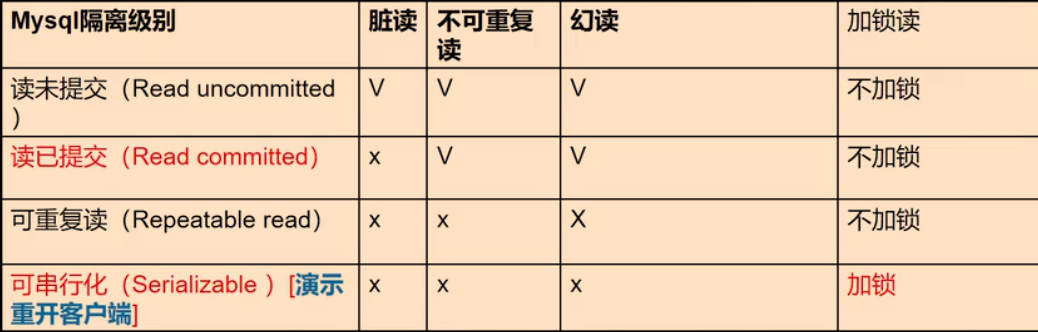 Mysql隔离级别 脏读 不可重复 幻读 加锁读
读
读未提交（Read uncommitted V V V 不加锁
）
读已提交（Read committed） x V V 不加锁
可重复读（Repeatable read） x x X 不加锁
可串行化（Serializable ）[演示 x x x 加锁
重开客户端]